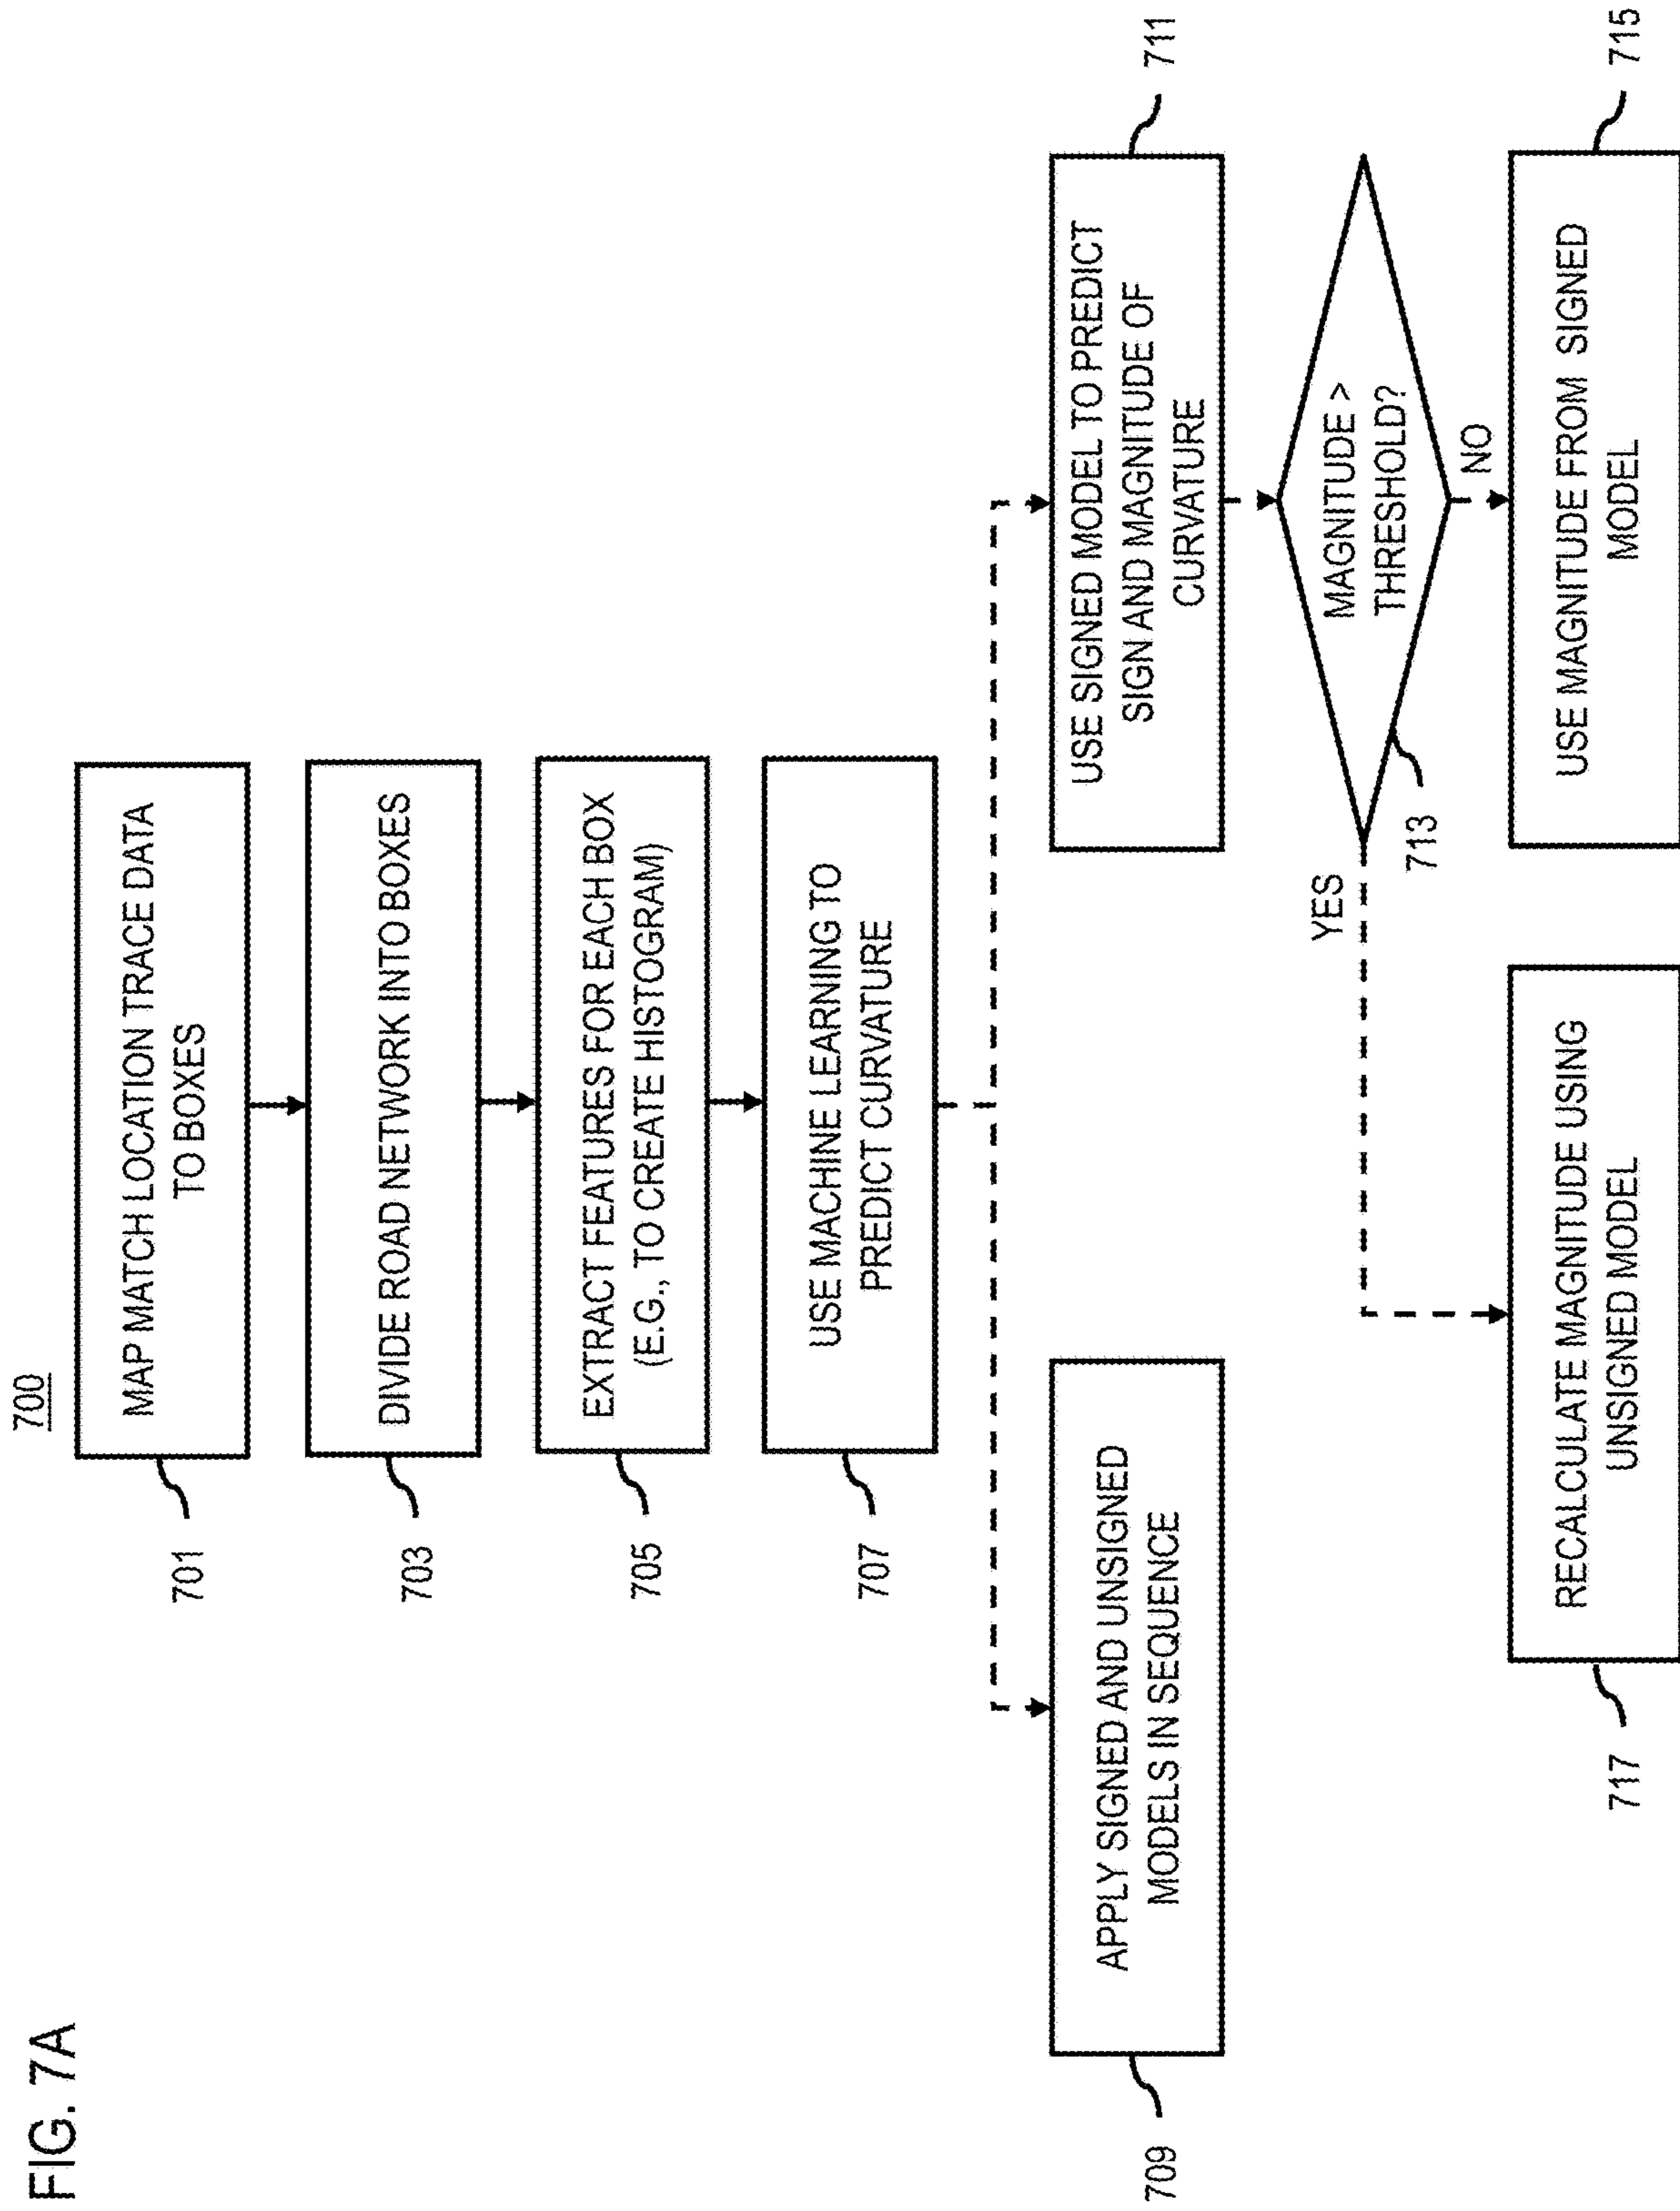 FIG. 7A
700
MAP MATCH LOCATION TRACE DATA
TO BOXES
701
DIVIDE ROAD NETWORK INTO BOXES
703
EXTRACT FEATURES FOR EACH BOX
(E.G., TO CREATE HISTOGRAM)
705
USE MACHINE LEARNING TO
PREDICT CURVATURE
707
APPLY SIGNED AND UNSIGNED
MODELS IN SEQUENCE
709
USE SIGNED MODEL TO PREDICT
SIGN AND MAGNITUDE OF
CURVATURE
711
MAGNITUDE >
THRESHOLD?
713
YES
NO
RECALCULATE MAGNITUDE USING
UNSIGNED MODEL
717
USE MAGNITUDE FROM SIGNED
MODEL
715